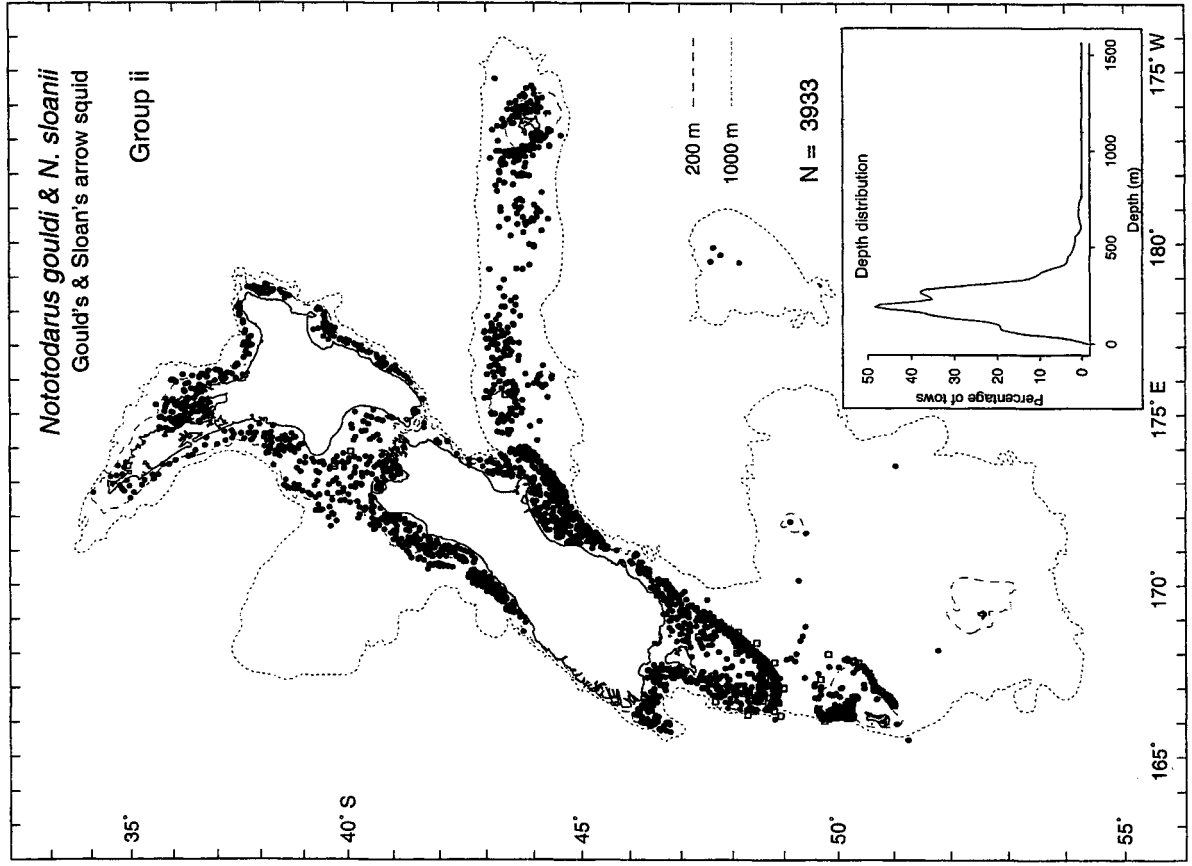 Nototodarus gouldi & N. sloanii
Gould's & Sloan's arrow squid
Group ii
35°
40° S
45°
50°
55°
165°
170°
175° E
180°
175° W
200 m
1000 m
N = 3933
Depth distribution
Percentage of tows
50
40
30
20
10
0
0
500
1000
1500
Depth (m)